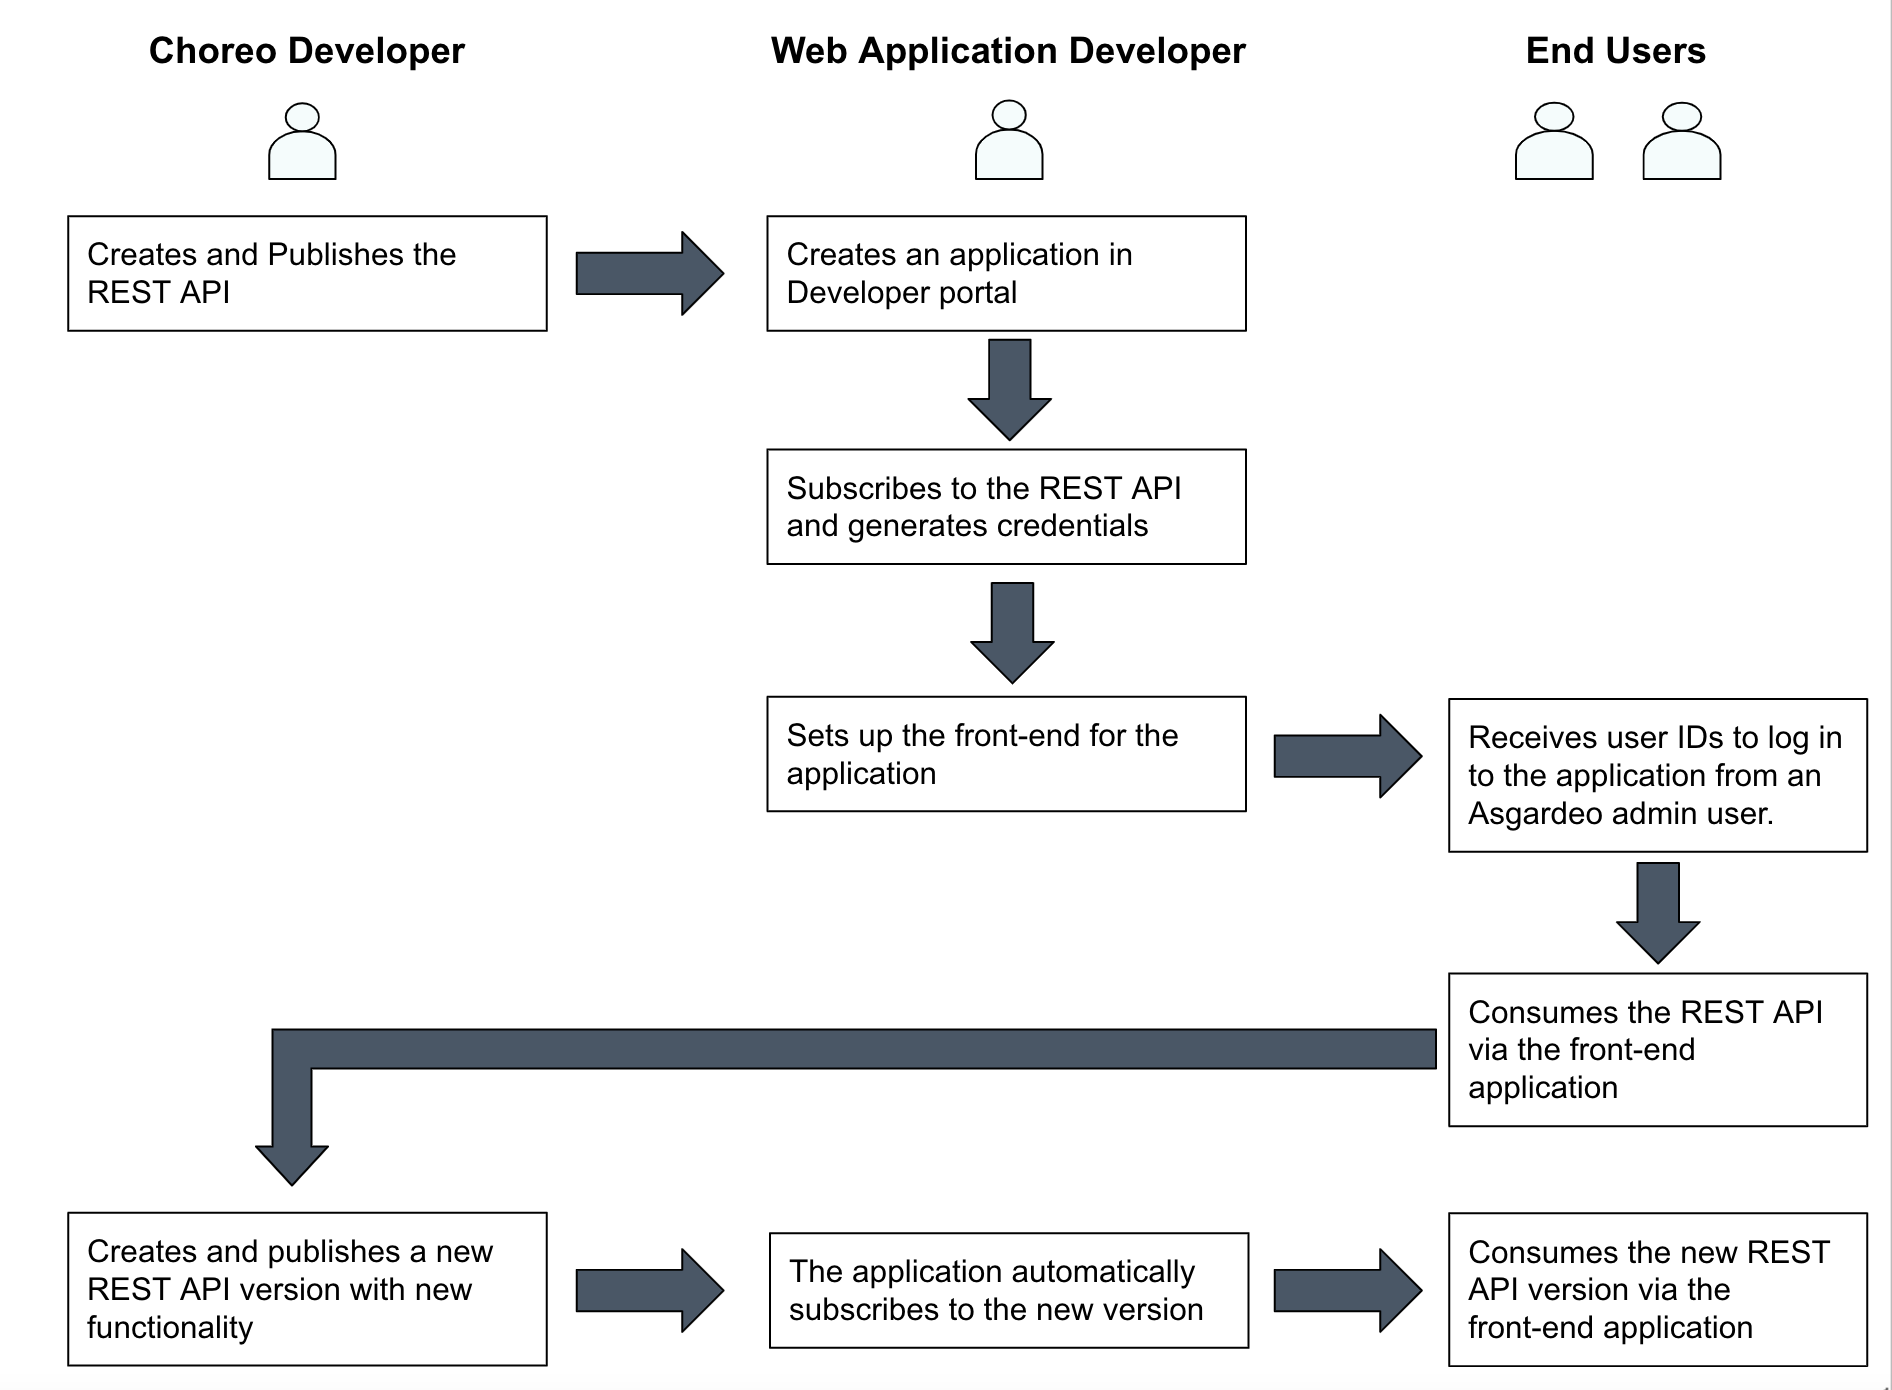 Choreo Developer
Web Application Developer
End Users
Creates and Publishes the
REST API
Creates an application in
Developer portal
Subscribes to the REST API
and generates credentials
Sets up the front-end for the
application
Receives user IDs to log in
to the application from an
Asgardeo admin user.
Consumes the REST API
via the front-end
application
Creates and publishes a new
REST API version with new
functionality
The application automatically
subscribes to the new version
Consumes the new REST
API version via the
front-end application